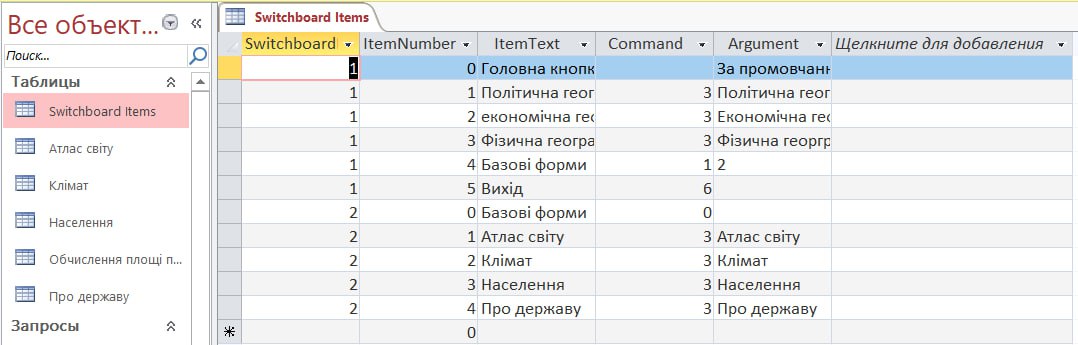 Все объект...
Поиск...
Таблицы
Switchboard Items
Атлас світу
Клімат
Населення
Обчислення площі п...
Про державу
Запросы
Switchboard Items
Switchboard ItemNumber ItemText Command Argument Щелкните для добавления
1 0 Головна кнопк За промовчанн
1 1 Політична геог 3 Політична геог
1 2 економічна гео 3 Економічна гео
1 3 Фізична геогра 3 Фізична георгр
1 4 Базові форми 1 2
1 5 Вихід 6
2 0 Базові форми 0
2 1 Атлас світу 3 Атлас світу
2 2 Клімат 3 Клімат
2 3 Населення 3 Населення
2 4 Про державу 3 Про державу
0